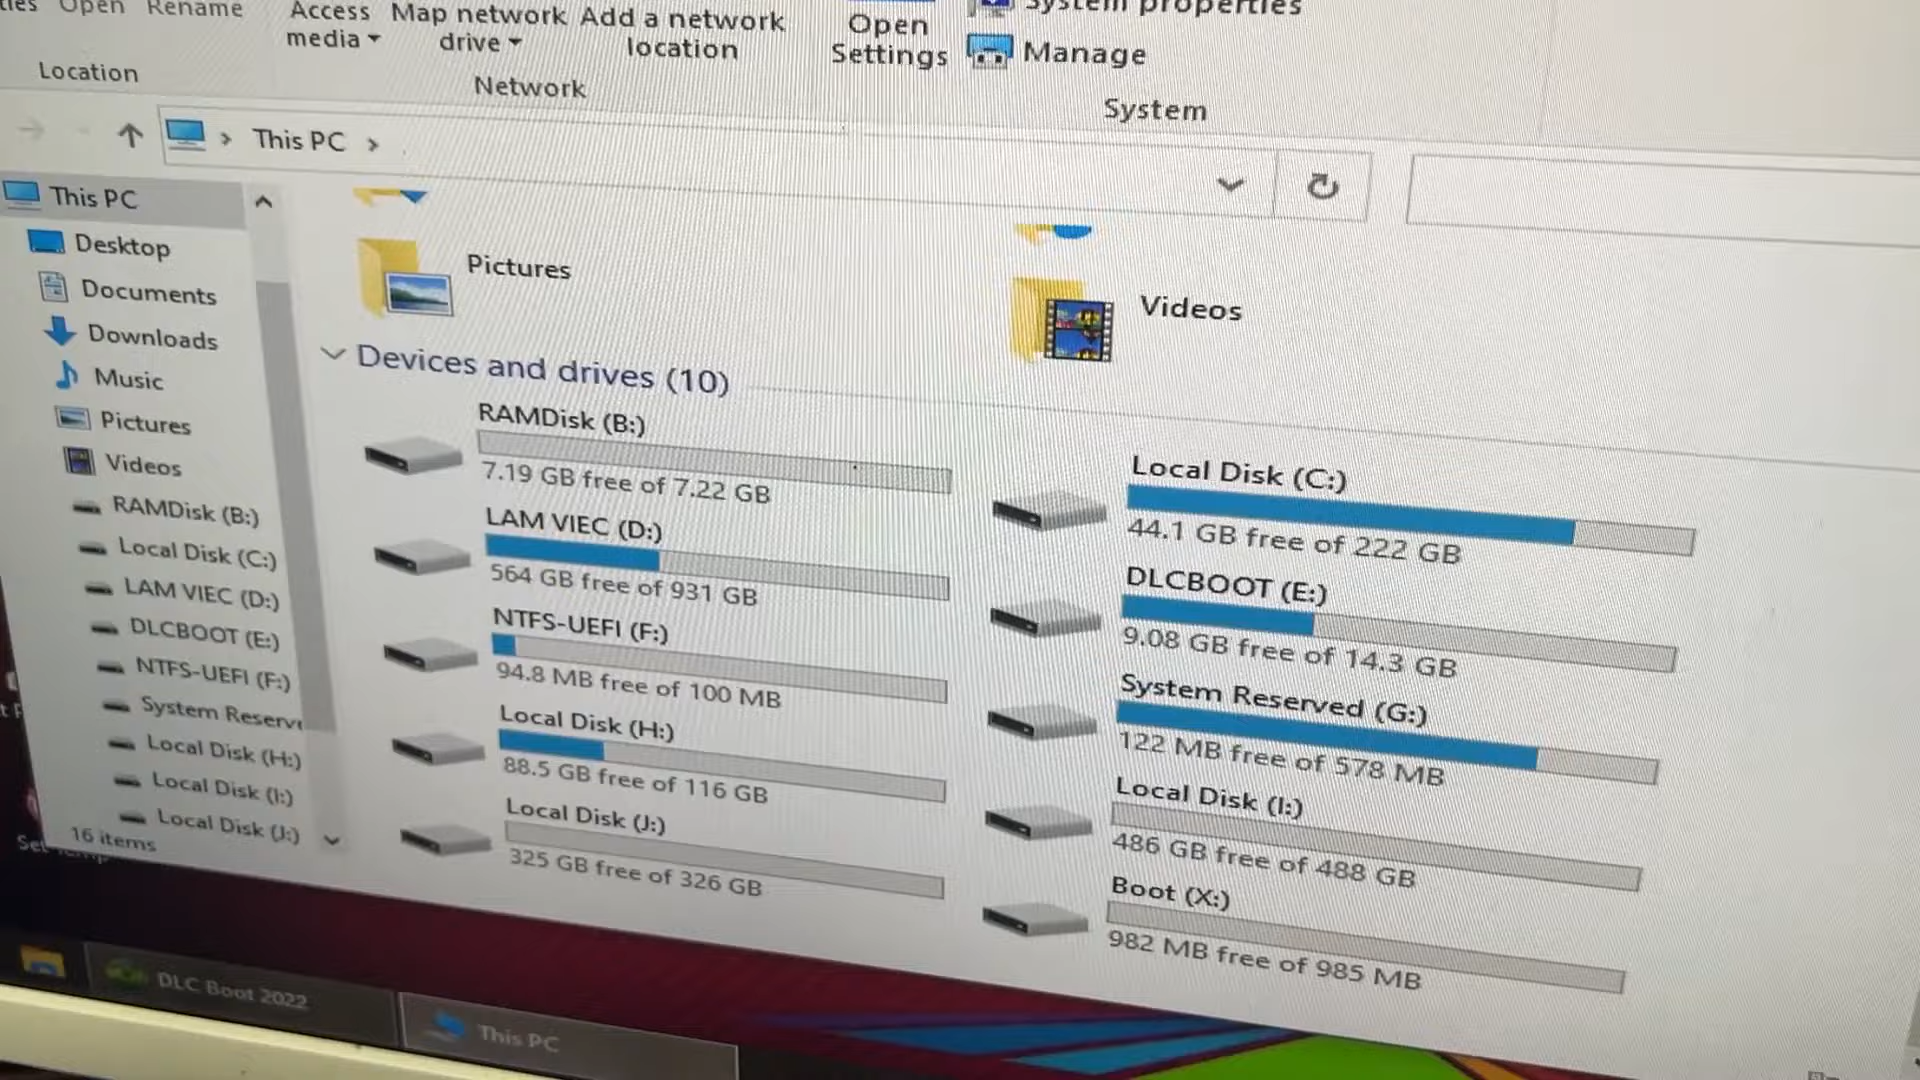 Open Rename
Access media
Map network drive
Add a network location
Open Settings
System properties
Manage
Location
Network
System
This PC
This PC
Desktop
Documents
Downloads
Music
Pictures
Videos
RAMDisk (B:)
Local Disk (C:)
LAM VIEC (D:)
DLCBOOT (E:)
NTFS-UEFI (F:)
System Reserv
Local Disk (H:)
Local Disk (I:)
Local Disk (J:)
16 items
Pictures
Videos
Devices and drives (10)
RAMDisk (B:)
7.19 GB free of 7.22 GB
Local Disk (C:)
44.1 GB free of 222 GB
LAM VIEC (D:)
564 GB free of 931 GB
DLCBOOT (E:)
9.08 GB free of 14.3 GB
NTFS-UEFI (F:)
94.8 MB free of 100 MB
System Reserved (G:)
122 MB free of 578 MB
Local Disk (H:)
88.5 GB free of 116 GB
Local Disk (I:)
486 GB free of 488 GB
Local Disk (J:)
325 GB free of 326 GB
Boot (X:)
982 MB free of 985 MB
DLC Boot 2022
This PC